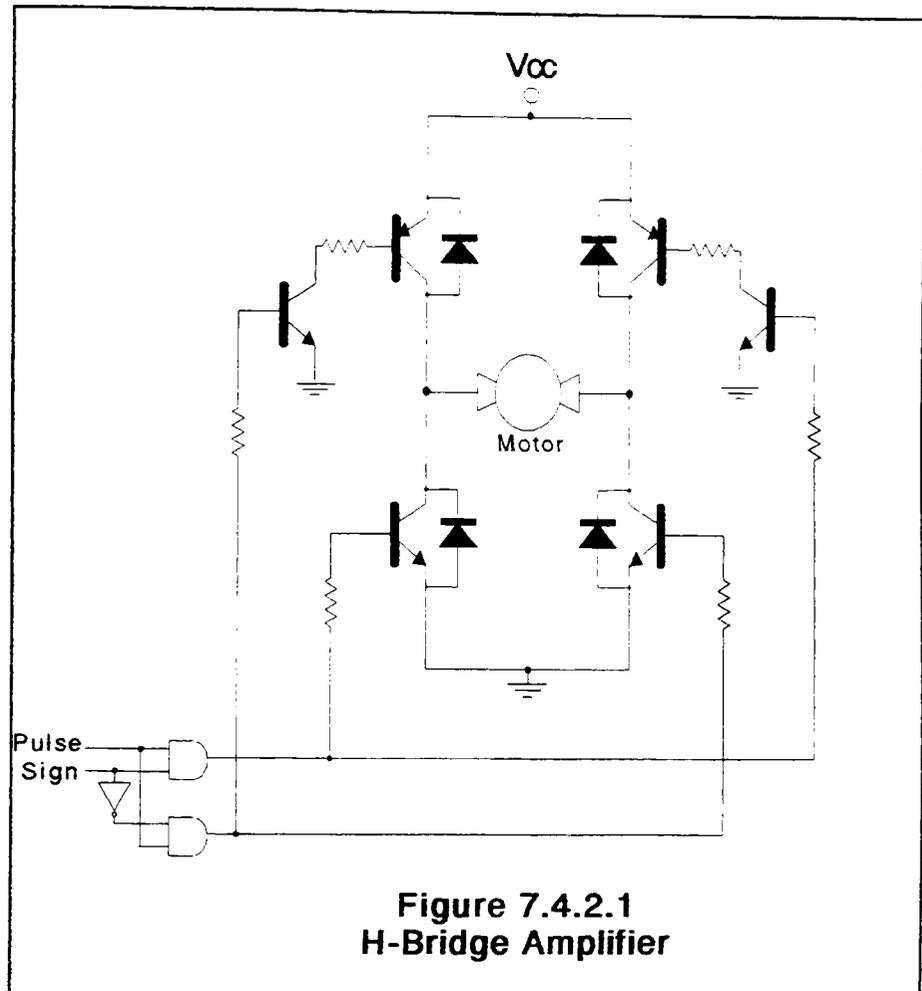 Vcc
Motor
Pulse
Sign
Figure 7.4.2.1
H-Bridge Amplifier